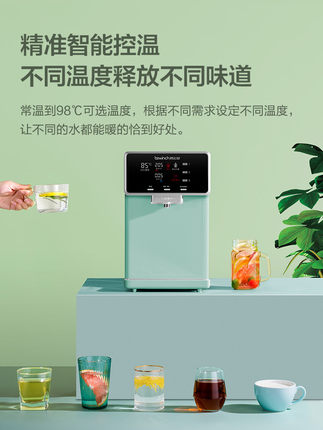 精准智能控温
不同温度释放不同味道
常温到98℃可选温度，根据不同需求设定不同温度，
让不同的水都能暖的恰到好处。
85℃